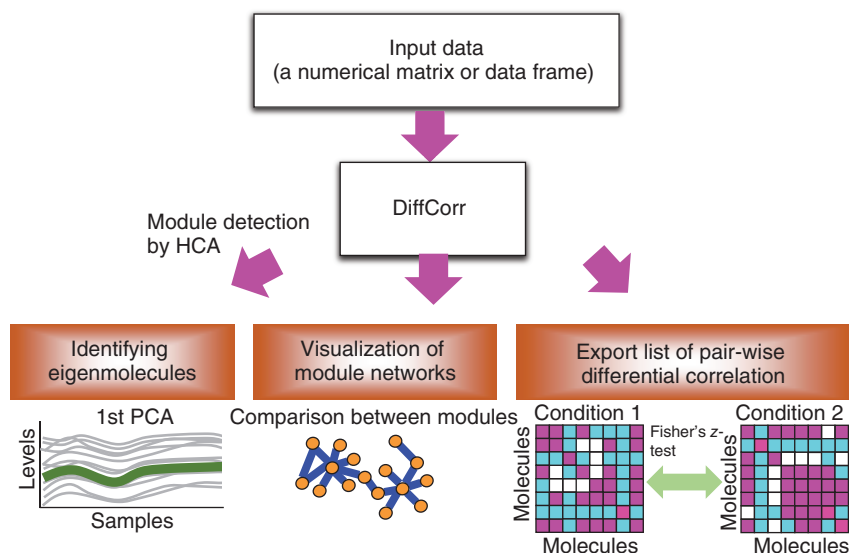 Input data
(a numerical matrix or data frame)
DiffCorr
Module detection
by HCA
Identifying
eigenmolecules
Visualization of
module networks
Export list of pair-wise
differential correlation
1st PCA
Levels
Samples
Comparison between modules
Condition 1
Molecules
Molecules
Fisher's z-
test
Condition 2
Molecules
Molecules